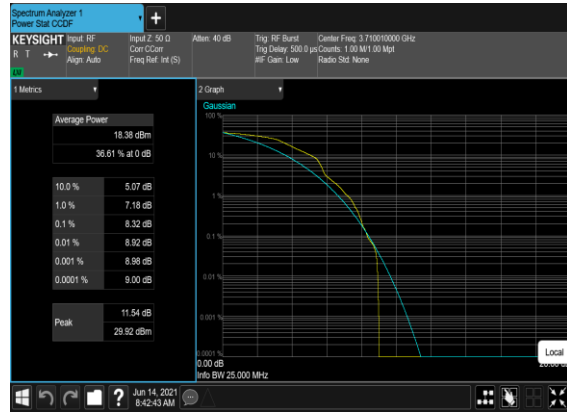 Spectrum Analyzer 1
Power Stat CCDF
KEYSIGHT
R T
LXI
Input: RF
Coupling: DC
Align: Auto
Input Z: 50 Ω
Corr CCorr
Freq Ref: Int (S)
Atten: 40 dB
Trig: RF Burst
Trig Delay: 500.0 µs
#IF Gain: Low
Center Freq: 3.710010000 GHz
Counts: 1.00 M/1.00 Mpt
Radio Std: None
1 Metrics
Average Power
18.38 dBm
36.61 % at 0 dB
10.0 % 5.07 dB
1.0 % 7.18 dB
0.1 % 8.32 dB
0.01 % 8.92 dB
0.001 % 8.98 dB
0.0001 % 9.00 dB
Peak
11.54 dB
29.92 dBm
2 Graph
Gaussian
100 %
10 %
1 %
0.1 %
0.01 %
0.001 %
0.0001 %
0.00 dB
Info BW 25.000 MHz
Local
Jun 14, 2021
8:42:43 AM